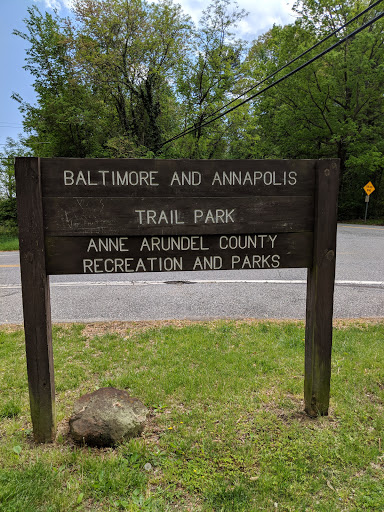 BALTIMORE AND ANNAPOLIS
TRAIL PARK
ANNE ARUNDEL COUNTY
RECREATION AND PARKS